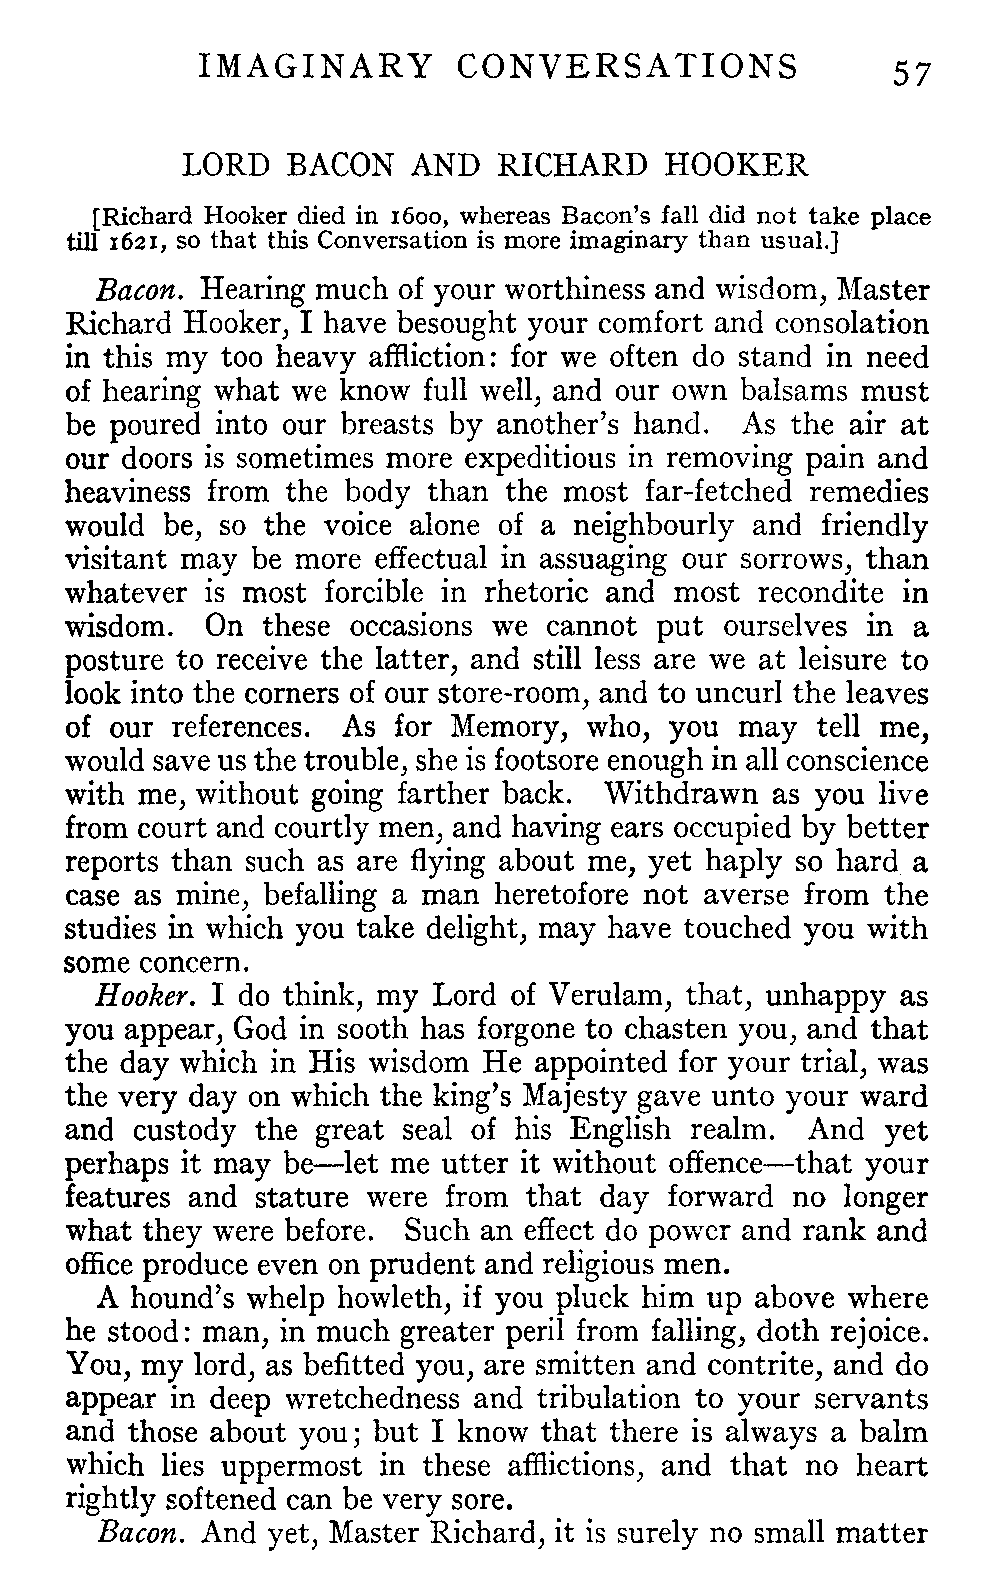 IMAGINARY CONVERSATIONS 57
LORD BACON AND RICHARD HOOKER
[Richard Hooker died in 1600, whereas Bacon's fall did not take place
till 1621, so that this Conversation is more imaginary than usual.]
Bacon. Hearing much of your worthiness and wisdom, Master
Richard Hooker, I have besought your comfort and consolation
in this my too heavy affliction: for we often do stand in need
of hearing what we know full well, and our own balsams must
be poured into our breasts by another's hand. As the air at
our doors is sometimes more expeditious in removing pain and
heaviness from the body than the most far-fetched remedies
would be, so the voice alone of a neighbourly and friendly
visitant may be more effectual in assuaging our sorrows, than
whatever is most forcible in rhetoric and most recondite in
wisdom. On these occasions we cannot put ourselves in a
posture to receive the latter, and still less are we at leisure to
look into the corners of our store-room, and to uncurl the leaves
of our references. As for Memory, who, you may tell me,
would save us the trouble, she is footsore enough in all conscience
with me, without going farther back. Withdrawn as you live
from court and courtly men, and having ears occupied by better
reports than such as are flying about me, yet haply so hard a
case as mine, befalling a man heretofore not averse from the
studies in which you take delight, may have touched you with
some concern.
Hooker. I do think, my Lord of Verulam, that, unhappy as
you appear, God in sooth has forgone to chasten you, and that
the day which in His wisdom He appointed for your trial, was
the very day on which the king's Majesty gave unto your ward
and custody the great seal of his English realm. And yet
perhaps it may be—let me utter it without offence—that your
features and stature were from that day forward no longer
what they were before. Such an effect do power and rank and
office produce even on prudent and religious men.
A hound's whelp howleth, if you pluck him up above where
he stood: man, in much greater peril from falling, doth rejoice.
You, my lord, as befitted you, are smitten and contrite, and do
appear in deep wretchedness and tribulation to your servants
and those about you; but I know that there is always a balm
which lies uppermost in these afflictions, and that no heart
rightly softened can be very sore.
Bacon. And yet, Master Richard, it is surely no small matter